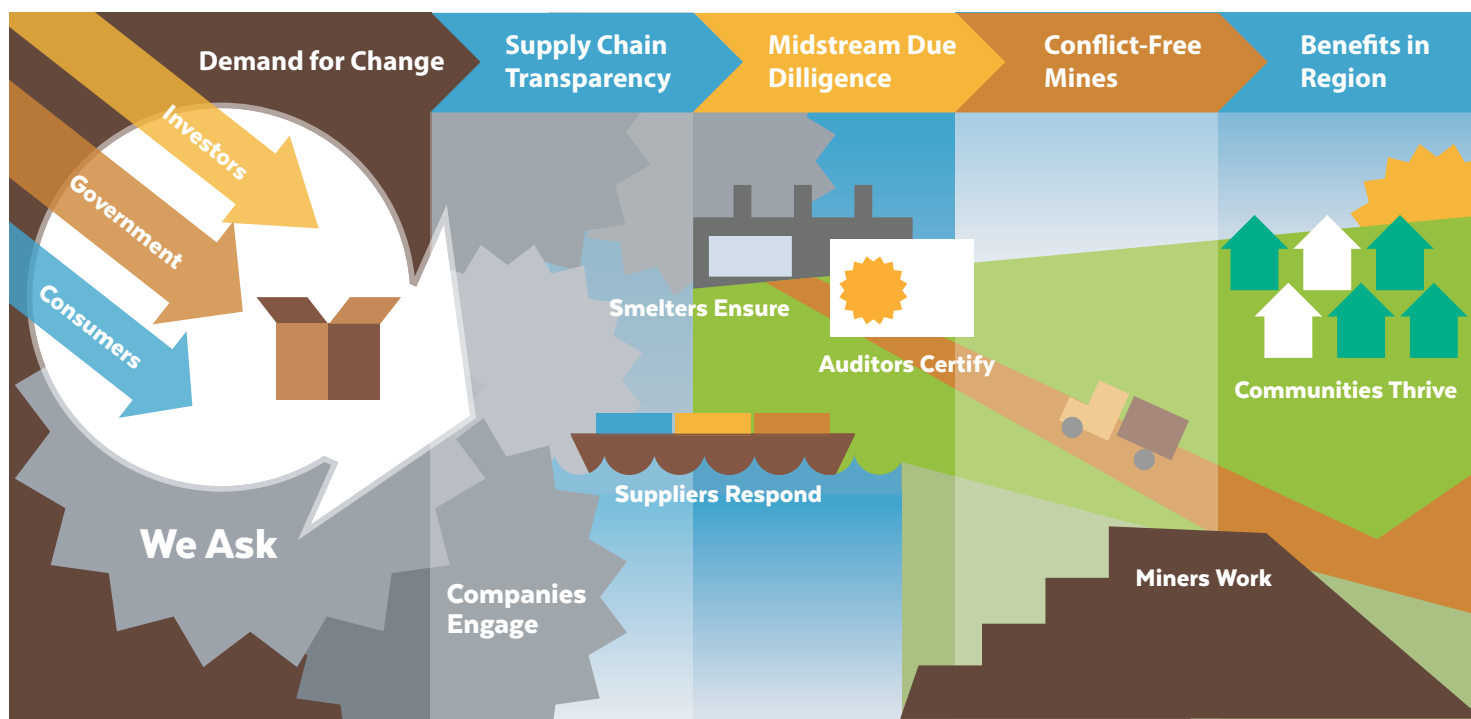 Demand for Change
Supply Chain
Transparency
Midstream Due
Dilligence
Conflict-Free
Mines
Benefits in
Region
Investors
Government
Consumers
We Ask
Companies
Engage
Smelters Ensure
Auditors Certify
Suppliers Respond
Miners Work
Communities Thrive